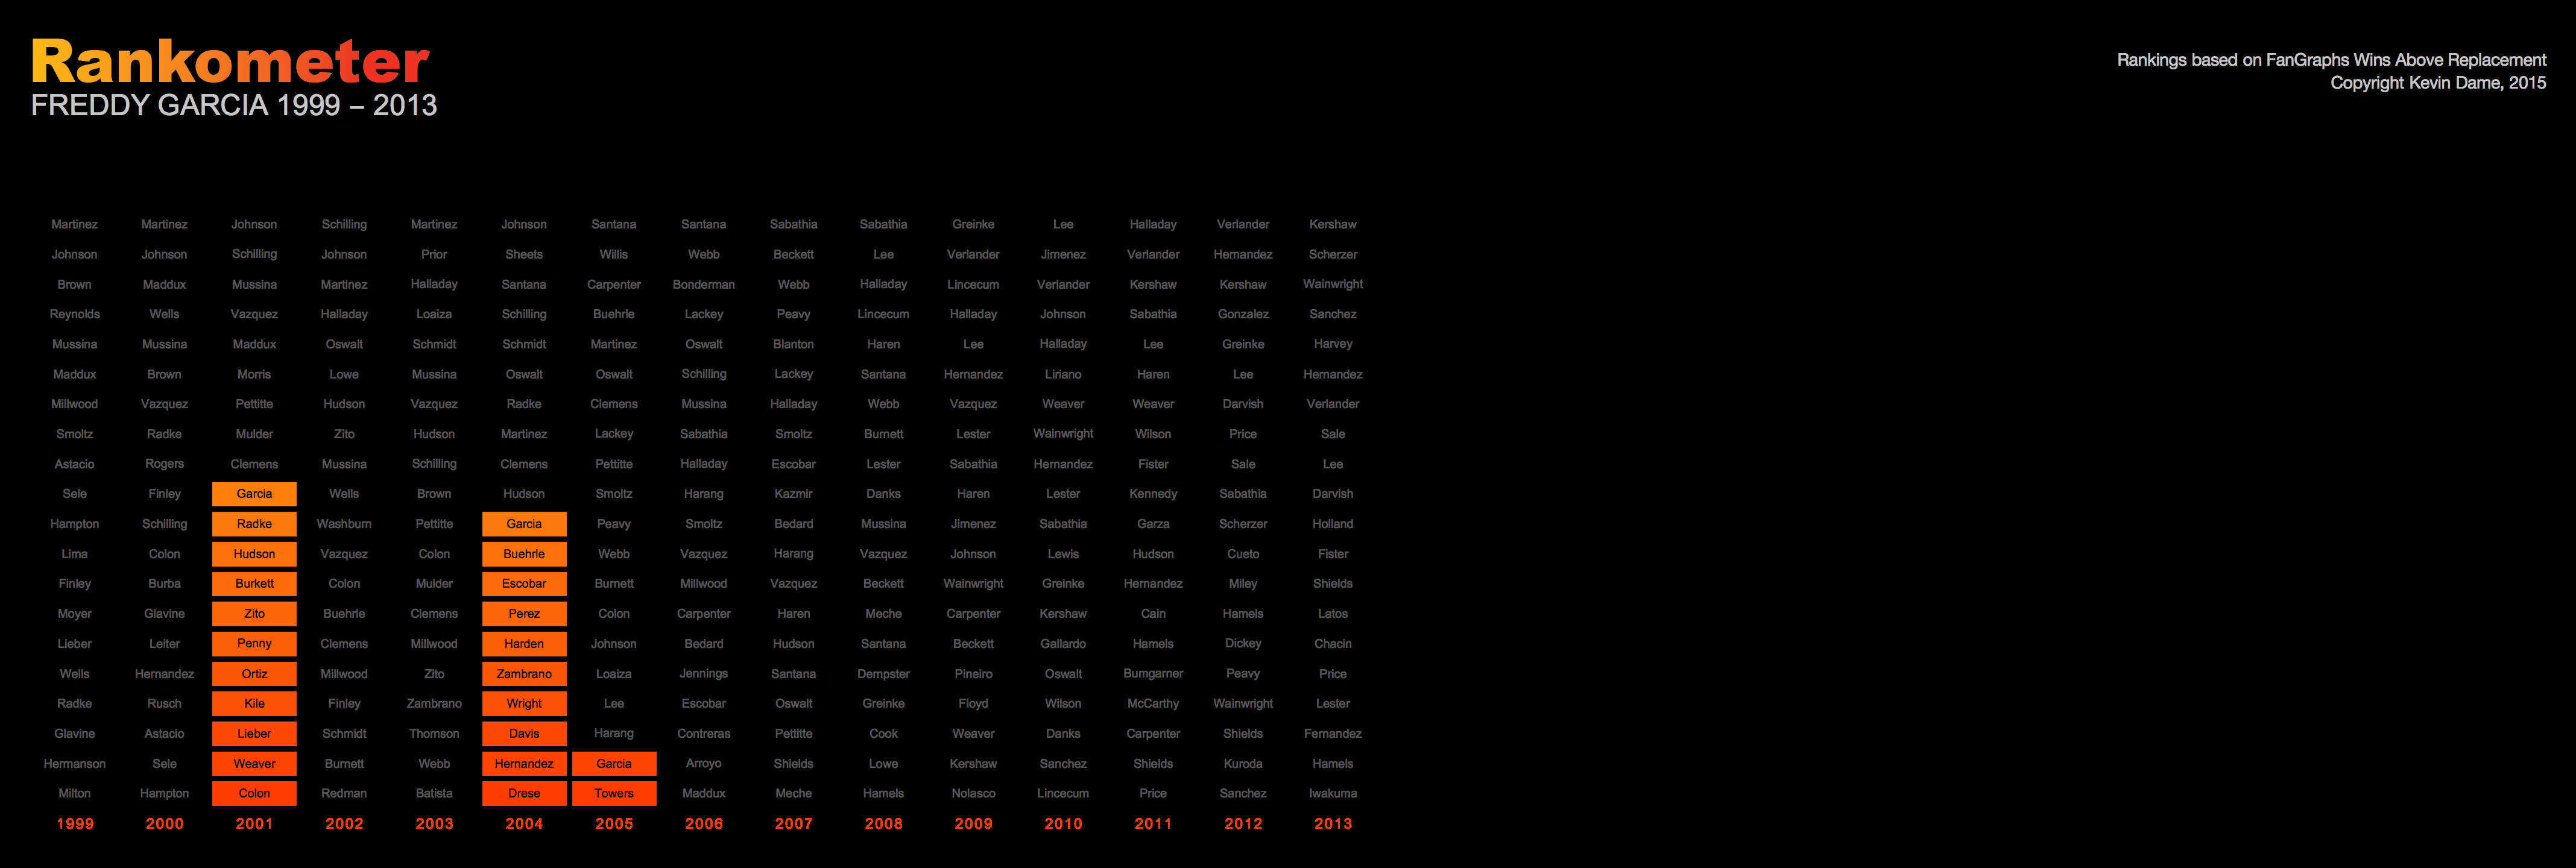 Rankometer
FREDDY GARCIA 1999 – 2013
Rankings based on FanGraphs Wins Above Replacement
Copyright Kevin Dame, 2015
Martinez Martinez Johnson Schilling Martinez Johnson Santana Santana Sabathia Sabathia Greinke Lee Halladay Verlander Kershaw
Johnson Johnson Schilling Johnson Prior Sheets Willis Webb Beckett Lee Verlander Jimenez Verlander Hernandez Scherzer
Brown Maddux Mussina Martinez Halladay Santana Carpenter Bonderman Webb Halladay Lincecum Verlander Kershaw Kershaw Wainwright
Reynolds Wells Vazquez Halladay Loaiza Schilling Buehrle Lackey Peavy Lincecum Halladay Johnson Sabathia Gonzalez Sanchez
Mussina Mussina Maddux Oswalt Schmidt Schmidt Martinez Oswalt Blanton Haren Lee Halladay Lee Greinke Harvey
Maddux Brown Morris Lowe Mussina Oswalt Oswalt Schilling Lackey Santana Hernandez Liriano Haren Lee Hernandez
Millwood Vazquez Pettitte Hudson Vazquez Radke Clemens Mussina Halladay Webb Vazquez Weaver Weaver Darvish Verlander
Smoltz Radke Mulder Zito Hudson Martinez Lackey Sabathia Smoltz Burnett Lester Wainwright Wilson Price Sale
Astacio Rogers Clemens Mussina Schilling Clemens Pettitte Halladay Escobar Lester Sabathia Hernandez Fister Sale Lee
Sele Finley Garcia Wells Brown Hudson Smoltz Harang Kazmir Danks Haren Lester Kennedy Sabathia Darvish
Hampton Schilling Radke Washburn Pettitte Garcia Peavy Smoltz Bedard Mussina Jimenez Sabathia Garza Scherzer Holland
Lima Colon Hudson Vazquez Colon Buehrle Webb Vazquez Harang Vazquez Johnson Lewis Hudson Cueto Fister
Finley Burba Burkett Colon Mulder Escobar Burnett Millwood Vazquez Beckett Wainwright Greinke Hernandez Miley Shields
Moyer Glavine Zito Buehrle Clemens Perez Colon Carpenter Haren Meche Carpenter Kershaw Cain Hamels Latos
Lieber Leiter Penny Clemens Millwood Harden Johnson Bedard Hudson Santana Beckett Gallardo Hamels Dickey Chacin
Wells Hernandez Ortiz Millwood Zito Zambrano Loaiza Jennings Santana Dempster Pineiro Oswalt Bumgarner Peavy Price
Radke Rusch Kile Finley Zambrano Wright Lee Escobar Oswalt Greinke Floyd Wilson McCarthy Wainwright Lester
Glavine Astacio Lieber Schmidt Thomson Davis Harang Contreras Pettitte Cook Weaver Danks Carpenter Shields Fernandez
Hermanson Sele Weaver Burnett Webb Hernandez Garcia Arroyo Shields Lowe Kershaw Sanchez Shields Kuroda Hamels
Milton Hampton Colon Redman Batista Drese Towers Maddux Meche Hamels Nolasco Lincecum Price Sanchez Iwakuma
1999 2000 2001 2002 2003 2004 2005 2006 2007 2008 2009 2010 2011 2012 2013